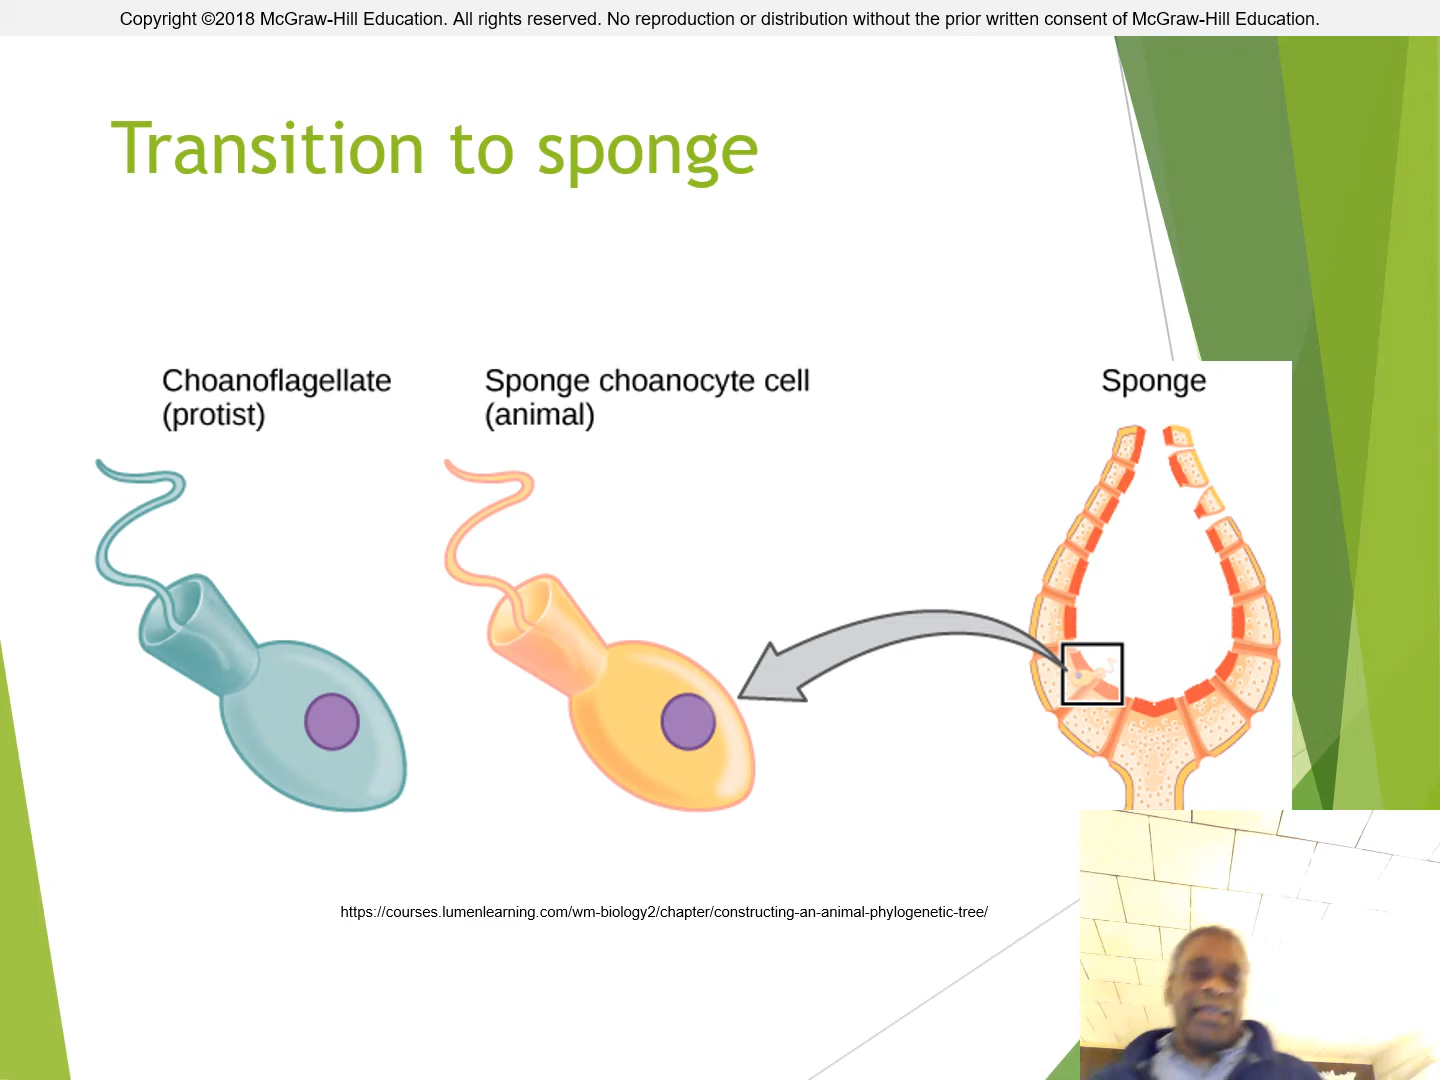 Copyright ©2018 McGraw-Hill Education. All rights reserved. No reproduction or distribution without the prior written consent of McGraw-Hill Education.
Transition to sponge
Choanoflagellate
(protist)
Sponge choanocyte cell
(animal)
Sponge
https://courses.lumenlearning.com/wm-biology2/chapter/constructing-an-animal-phylogenetic-tree/